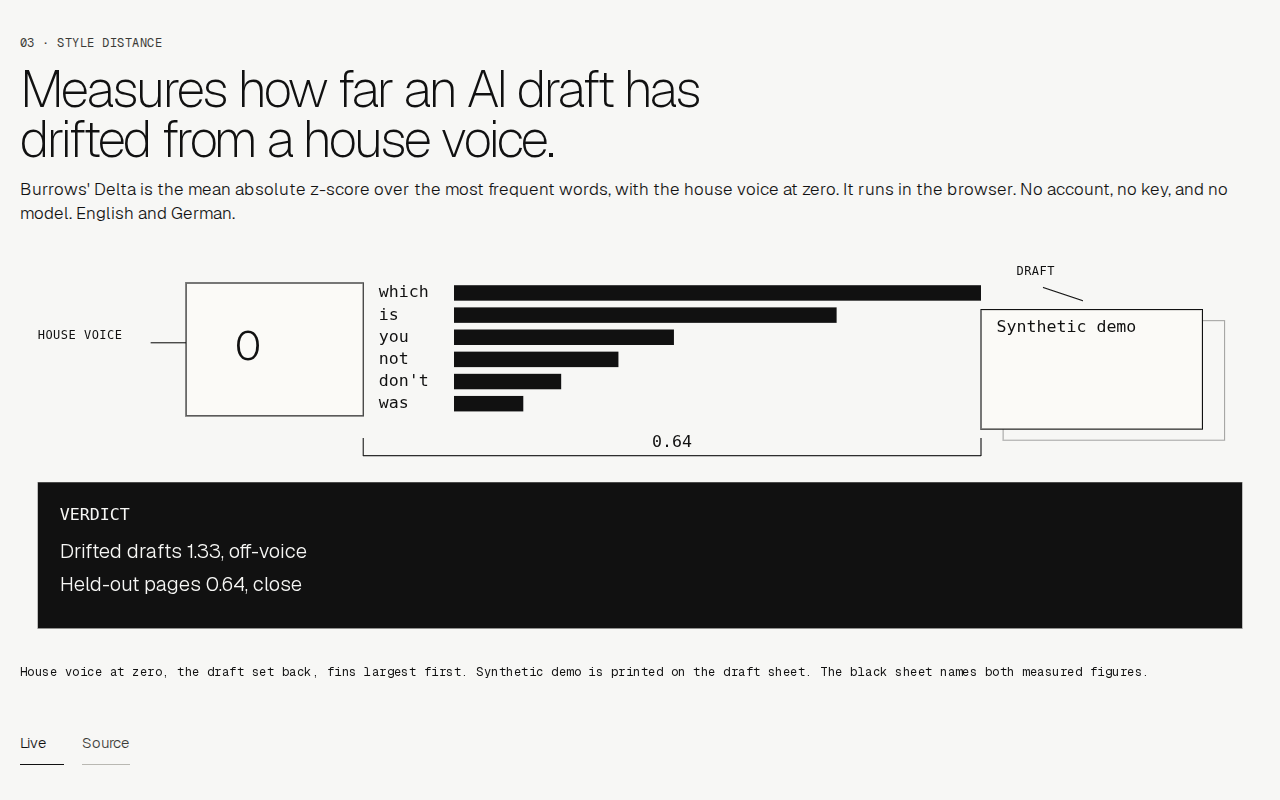 03 · STYLE DISTANCE
Measures how far an AI draft has
drifted from a house voice.
Burrows' Delta is the mean absolute z-score over the most frequent words, with the house voice at zero. It runs in the browser. No account, no key, and no
model. English and German.
DRAFT
HOUSE VOICE
0
which
is
you
not
don't
was
Synthetic demo
0.64
VERDICT
Drifted drafts 1.33, off-voice
Held-out pages 0.64, close
House voice at zero, the draft set back, fins largest first. Synthetic demo is printed on the draft sheet. The black sheet names both measured figures.
Live
Source